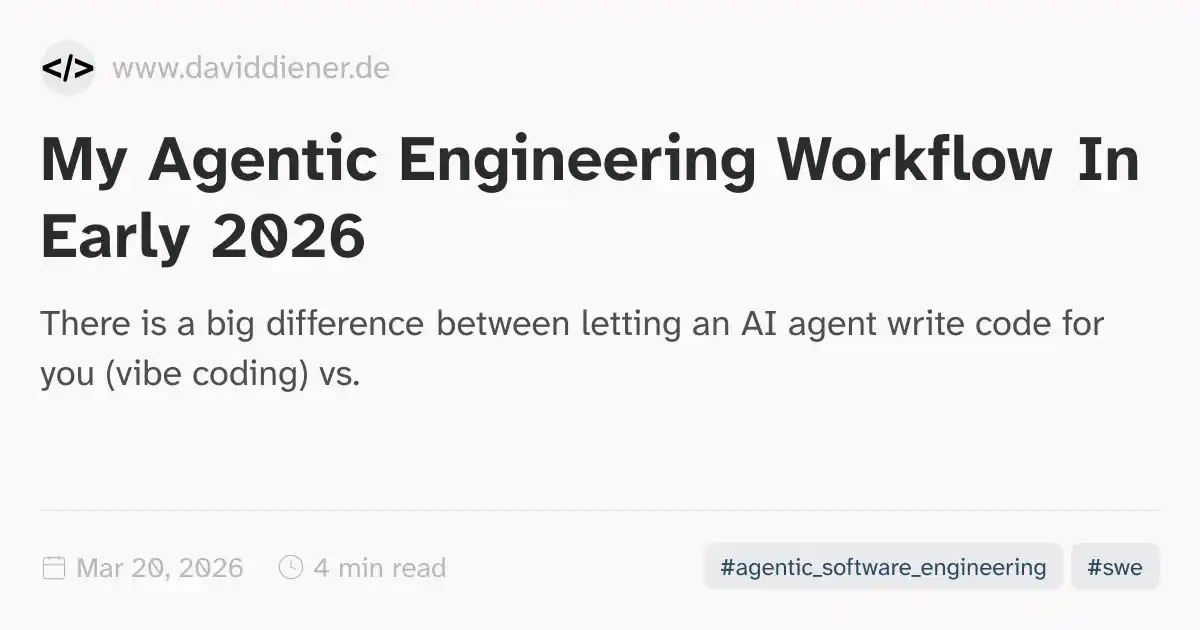 </> www.daviddiener.de
My Agentic Engineering Workflow In
Early 2026
There is a big difference between letting an AI agent write code for
you (vibe coding) vs.
Mar 20, 2026 4 min read #agentic_software_engineering #swe